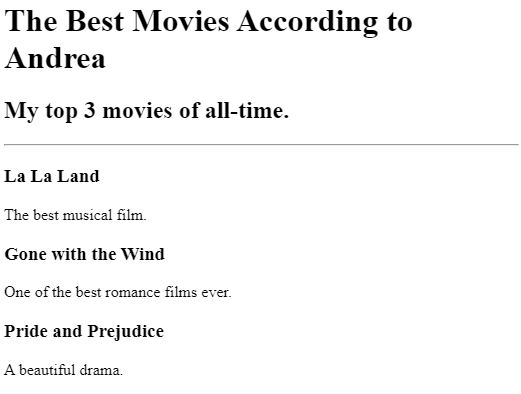 The Best Movies According to
Andrea
My top 3 movies of all-time.
La La Land
The best musical film.
Gone with the Wind
One of the best romance films ever.
Pride and Prejudice
A beautiful drama.